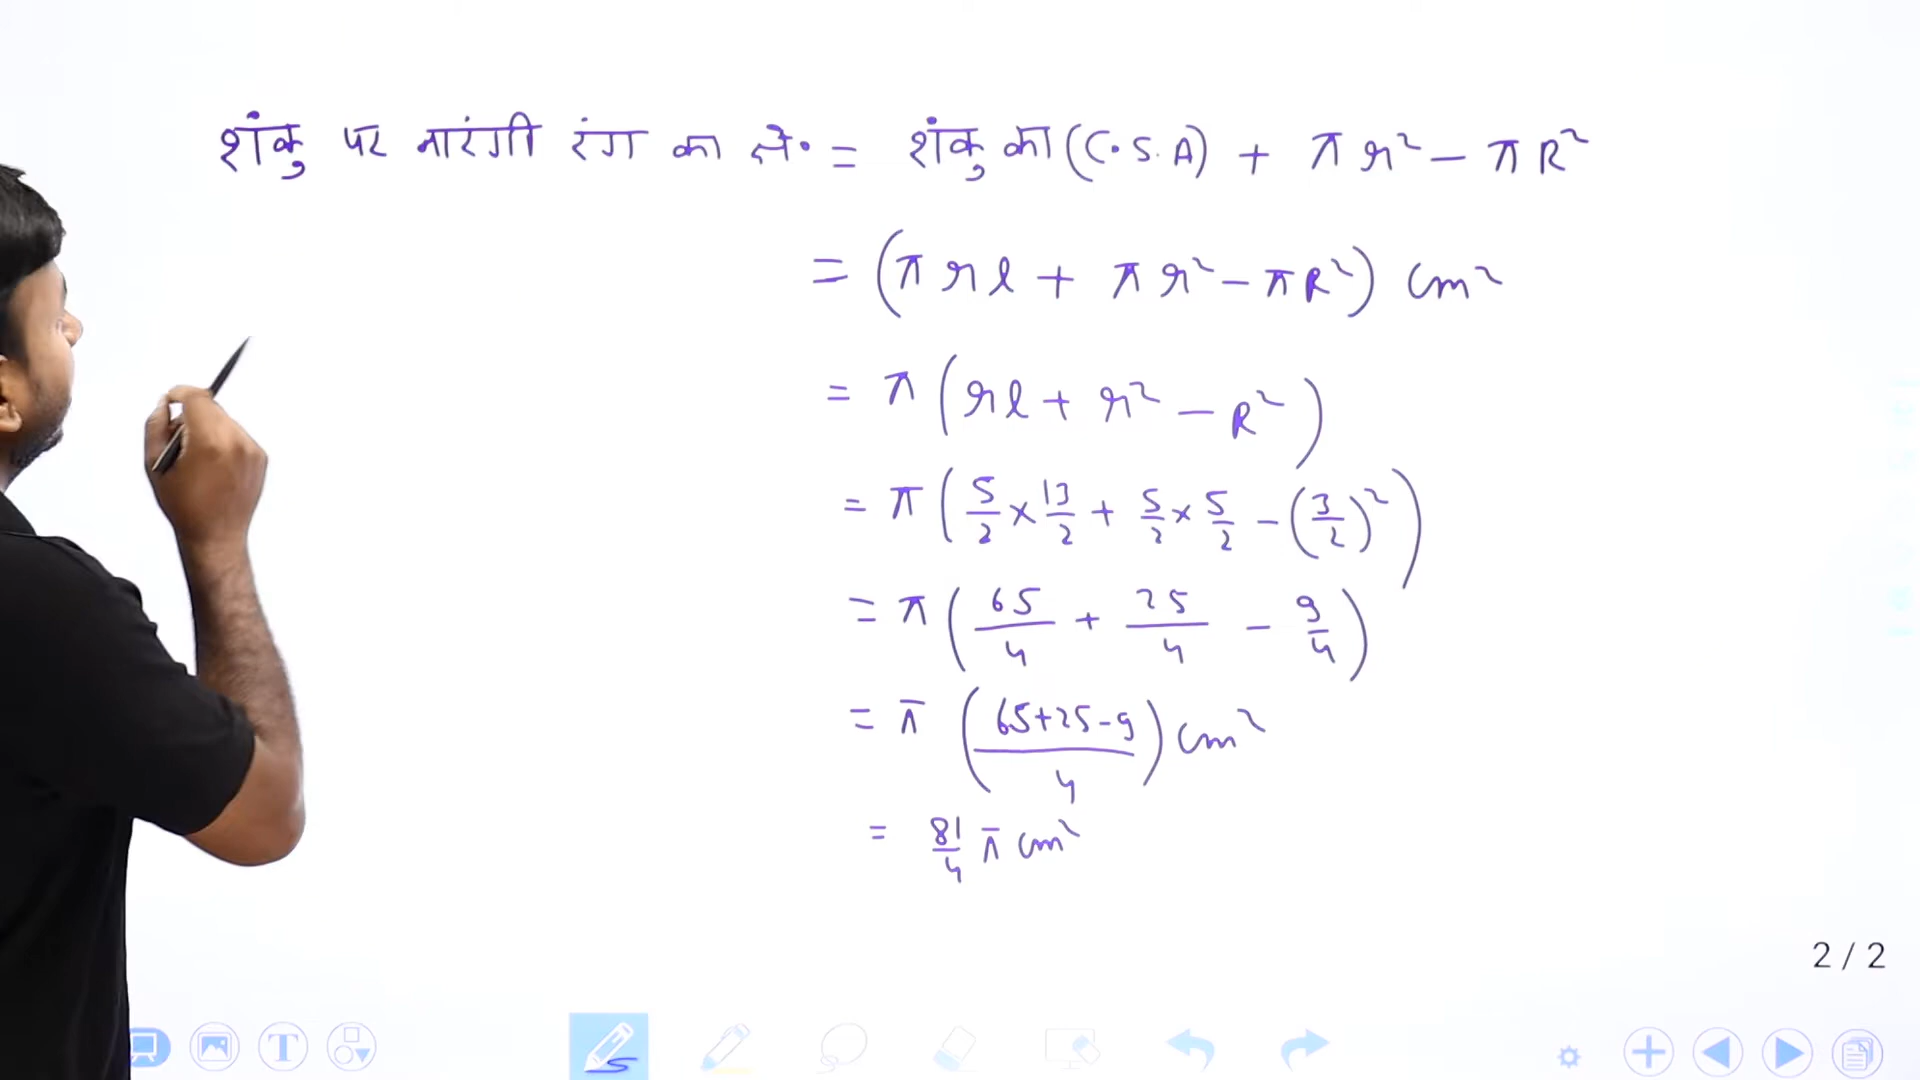 शंकु पर नारंगी रंग का क्षे० = शंकु का (C.S.A) + πr² – πR²
= (πrl + πr² – πR²) cm²
= π (rl + r² – R²)
= π (5/2 × 13/2 + 5/2 × 5/2 – (3/2)²)
= π (65/4 + 25/4 – 9/4)
= π ((65+25-9)/4) cm²
= 81/4 π cm²
2 / 2
T